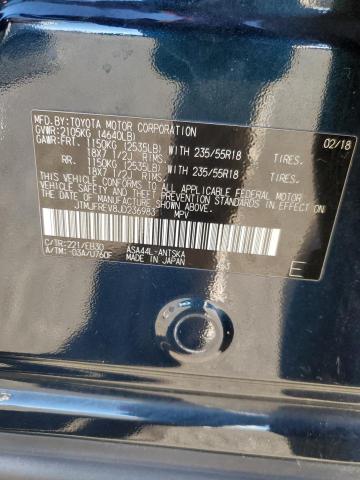 MFD.BY:TOYOTA MOTOR CORPORATION 02/18
GVWR:2105KG (4640LB)
GAWR:FRT. 1150KG (2535LB) WITH 235/55R18 TIRES.
18X7 1/2J RIMS.
RR. 1150KG (2535LB) WITH 235/55R18 TIRES.
18X7 1/2J RIMS.
THIS VEHICLE CONFORMS TO ALL APPLICABLE FEDERAL MOTOR
VEHICLE SAFETY, BUMPER, AND THEFT PREVENTION STANDARDS IN EFFECT
ON THE DATE OF MANUFACTURE SHOWN ABOVE.
JTMJFREV8JD236983 MPV
C/TR:221/EB30 ASA44L-ANTSKA
A/TM:-03A/U760F MADE IN JAPAN
E